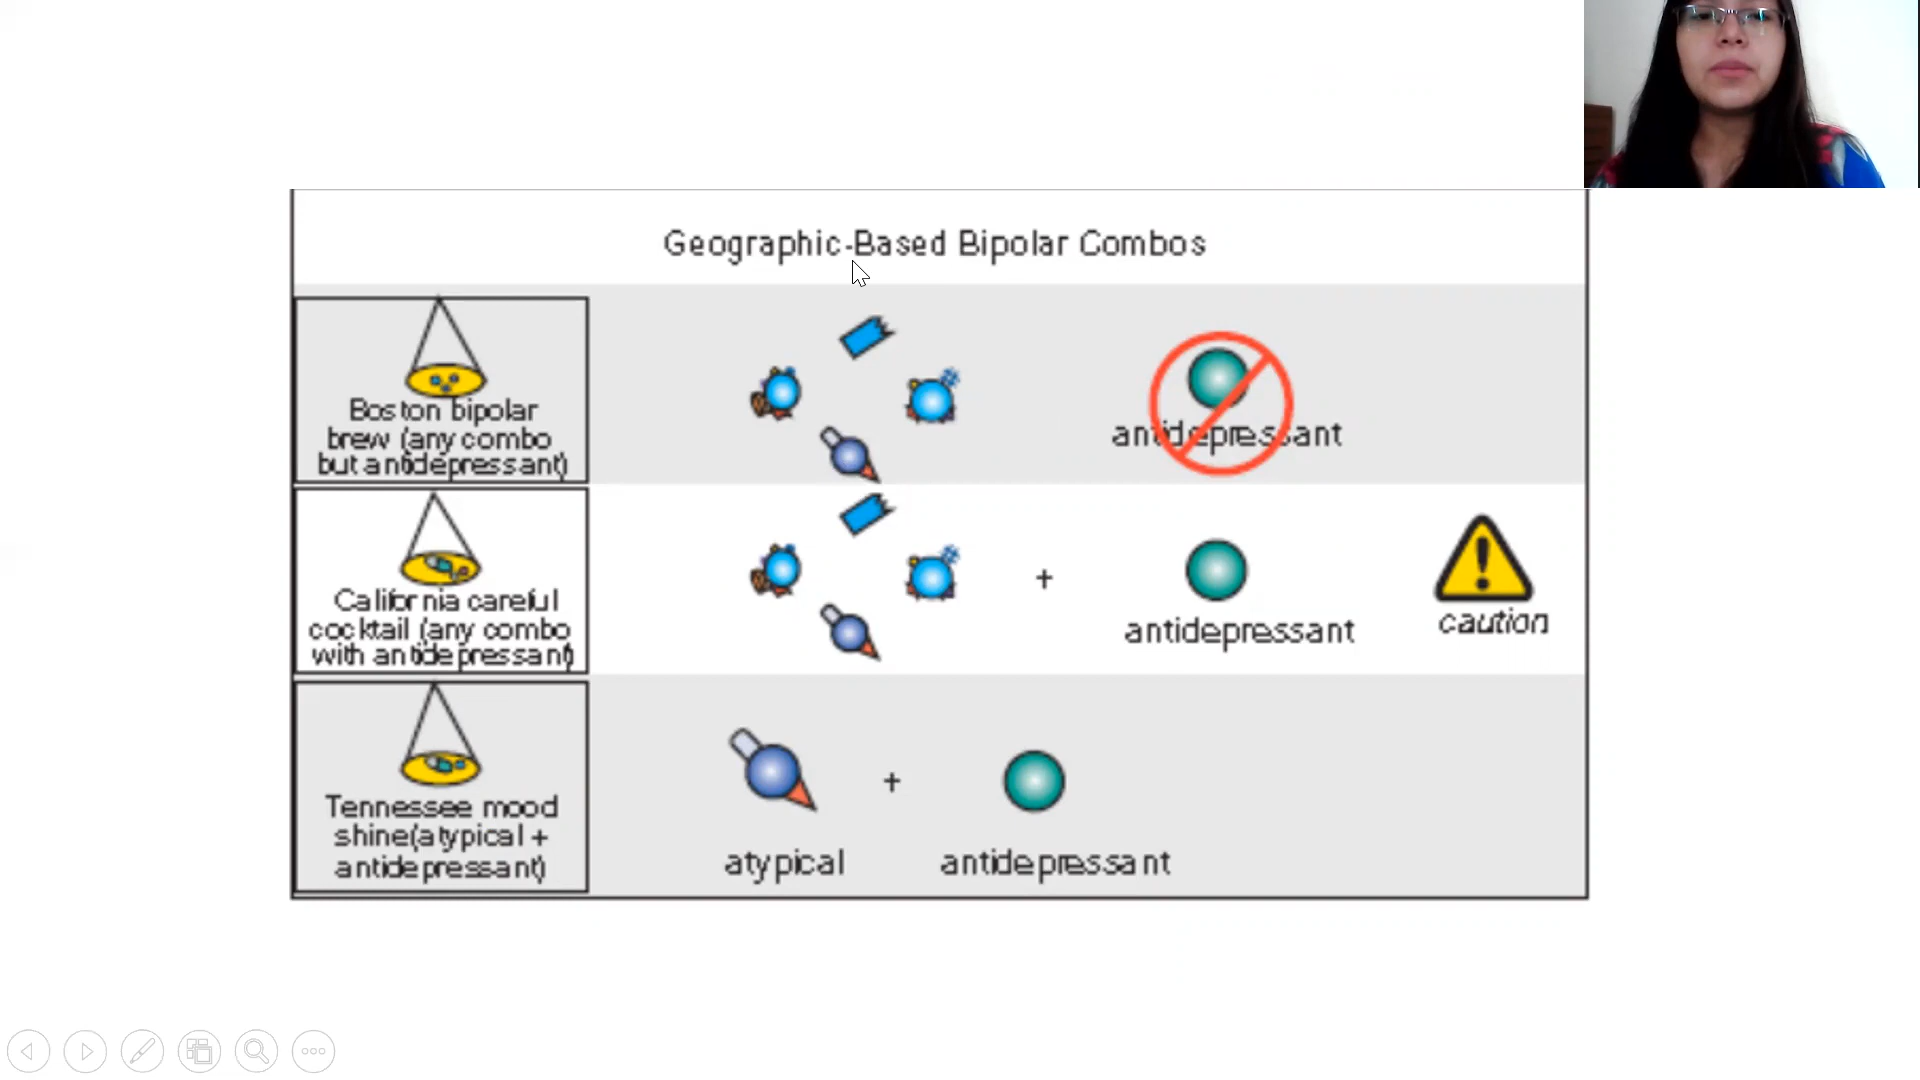 Geographic-Based Bipolar Combos
Boston bipolar
brew (any combo
but antidepressant)
antidepressant
California careful
cocktail (any combo
with antidepressant)
+
antidepressant
caution
Tennessee mood
shine(atypical +
antidepressant)
+
atypical
antidepressant